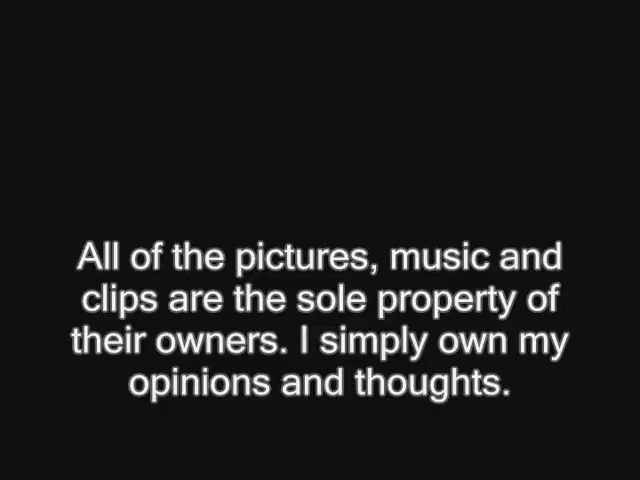 All of the pictures, music and
clips are the sole property of
their owners. I simply own my
opinions and thoughts.